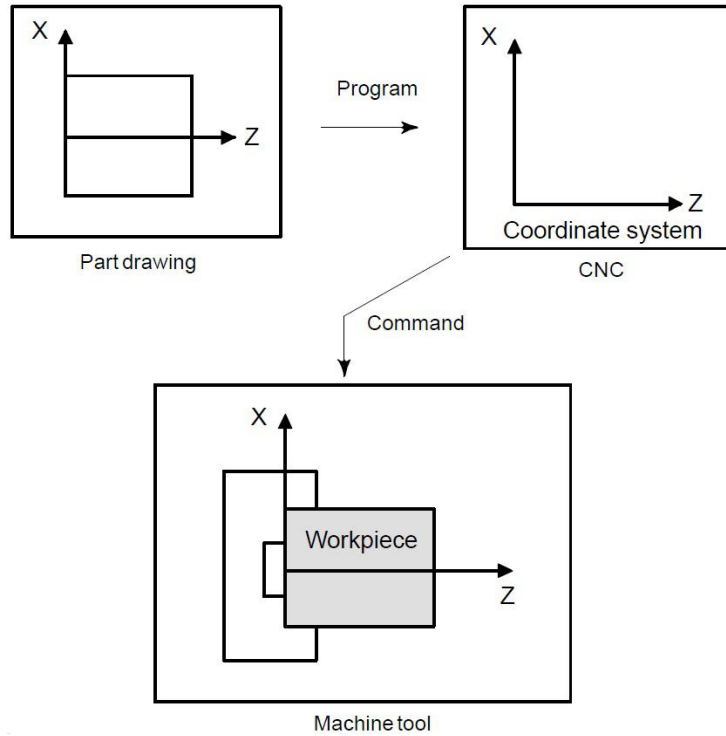 X
Z
Part drawing
Program
X
Z
Coordinate system
CNC
Command
X
Workpiece
Z
Machine tool